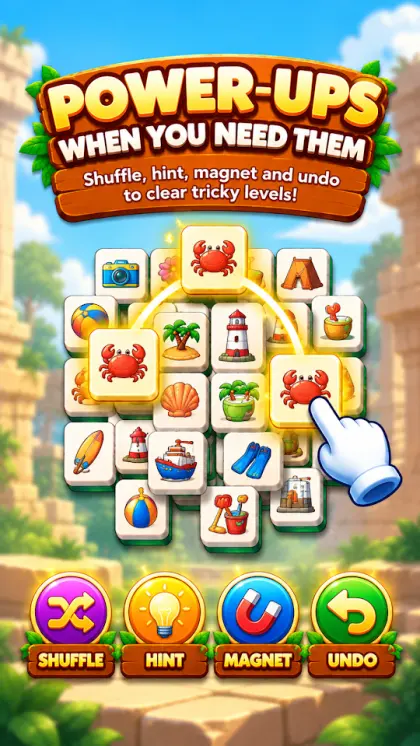 POWER-UPS
WHEN YOU NEED THEM
Shuffle, hint, magnet and undo
to clear tricky levels!
SHUFFLE
HINT
MAGNET
UNDO